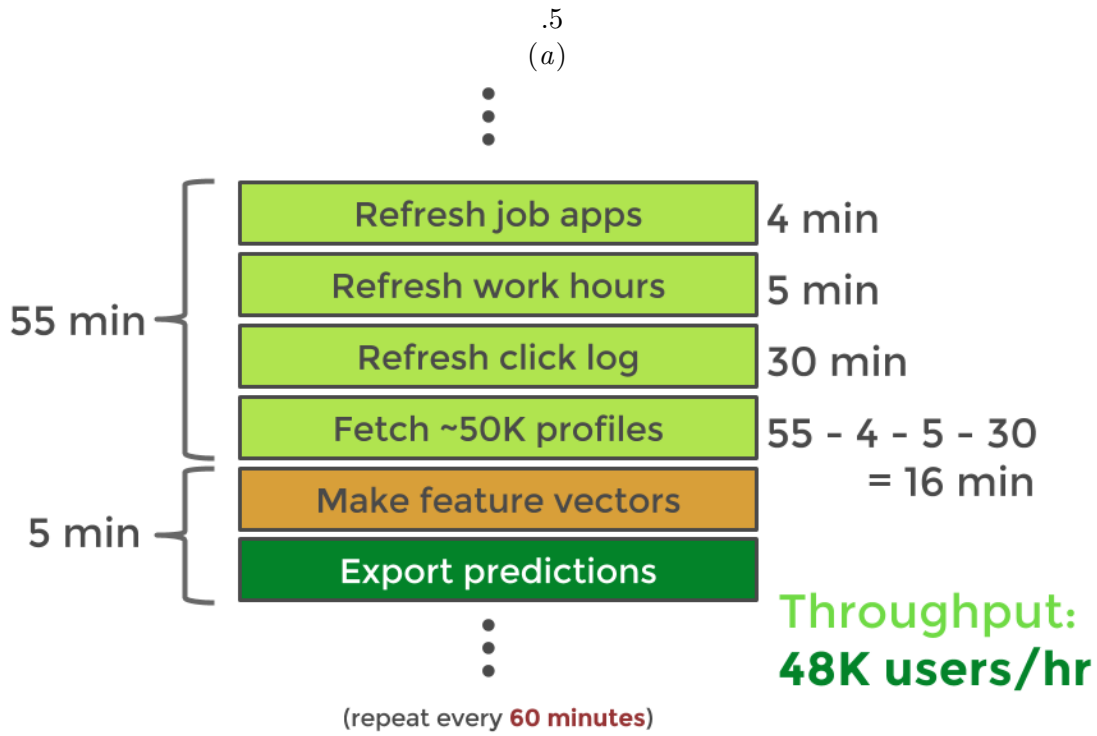 .5
(a)
Refresh job apps
4 min
Refresh work hours
5 min
55 min
Refresh click log
30 min
Fetch ~50K profiles
55 - 4 - 5 - 30
= 16 min
Make feature vectors
5 min
Export predictions
Throughput:
48K users/hr
(repeat every 60 minutes)